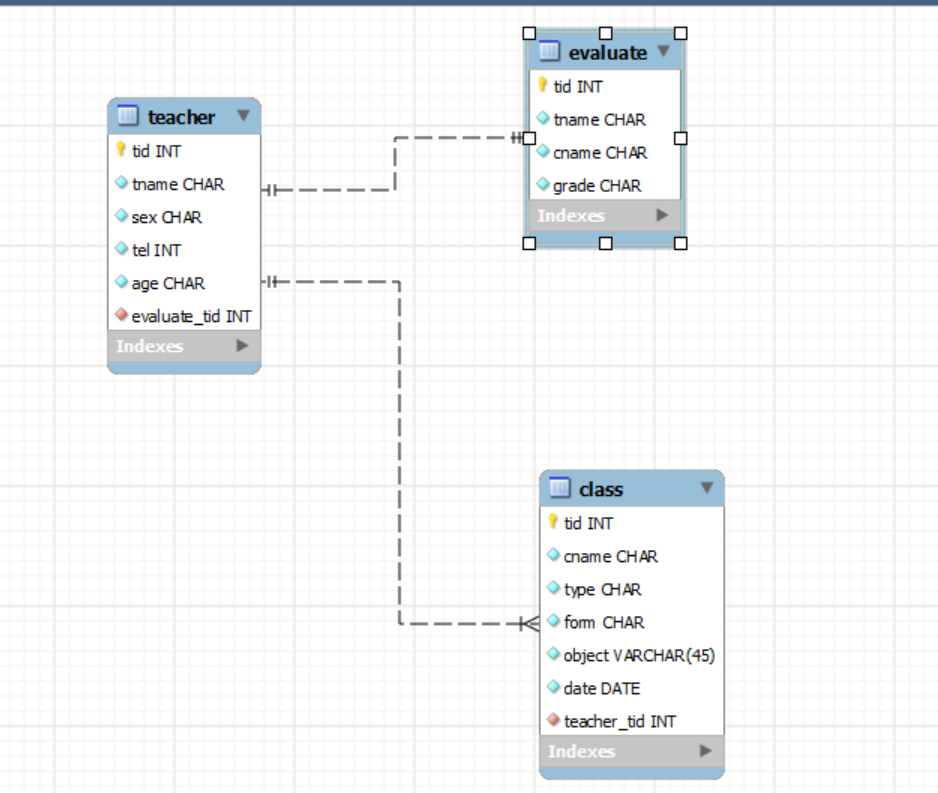 teacher
tid INT
tname CHAR
sex CHAR
tel INT
age CHAR
evaluate_tid INT
Indexes
evaluate
tid INT
tname CHAR
cname CHAR
grade CHAR
Indexes
class
tid INT
cname CHAR
type CHAR
form CHAR
object VARCHAR(45)
date DATE
teacher_tid INT
Indexes